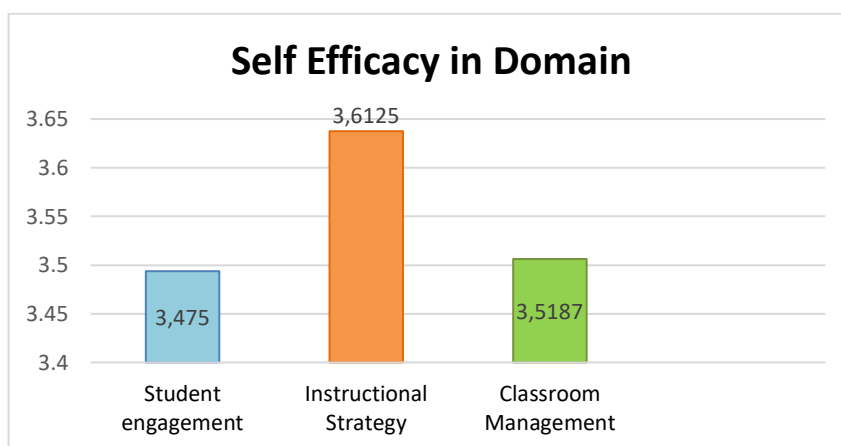 Self Efficacy in Domain
3.65
3.6
3.55
3.5
3.45
3.4
3,6125
3,475
3,5187
Student
engagement
Instructional
Strategy
Classroom
Management